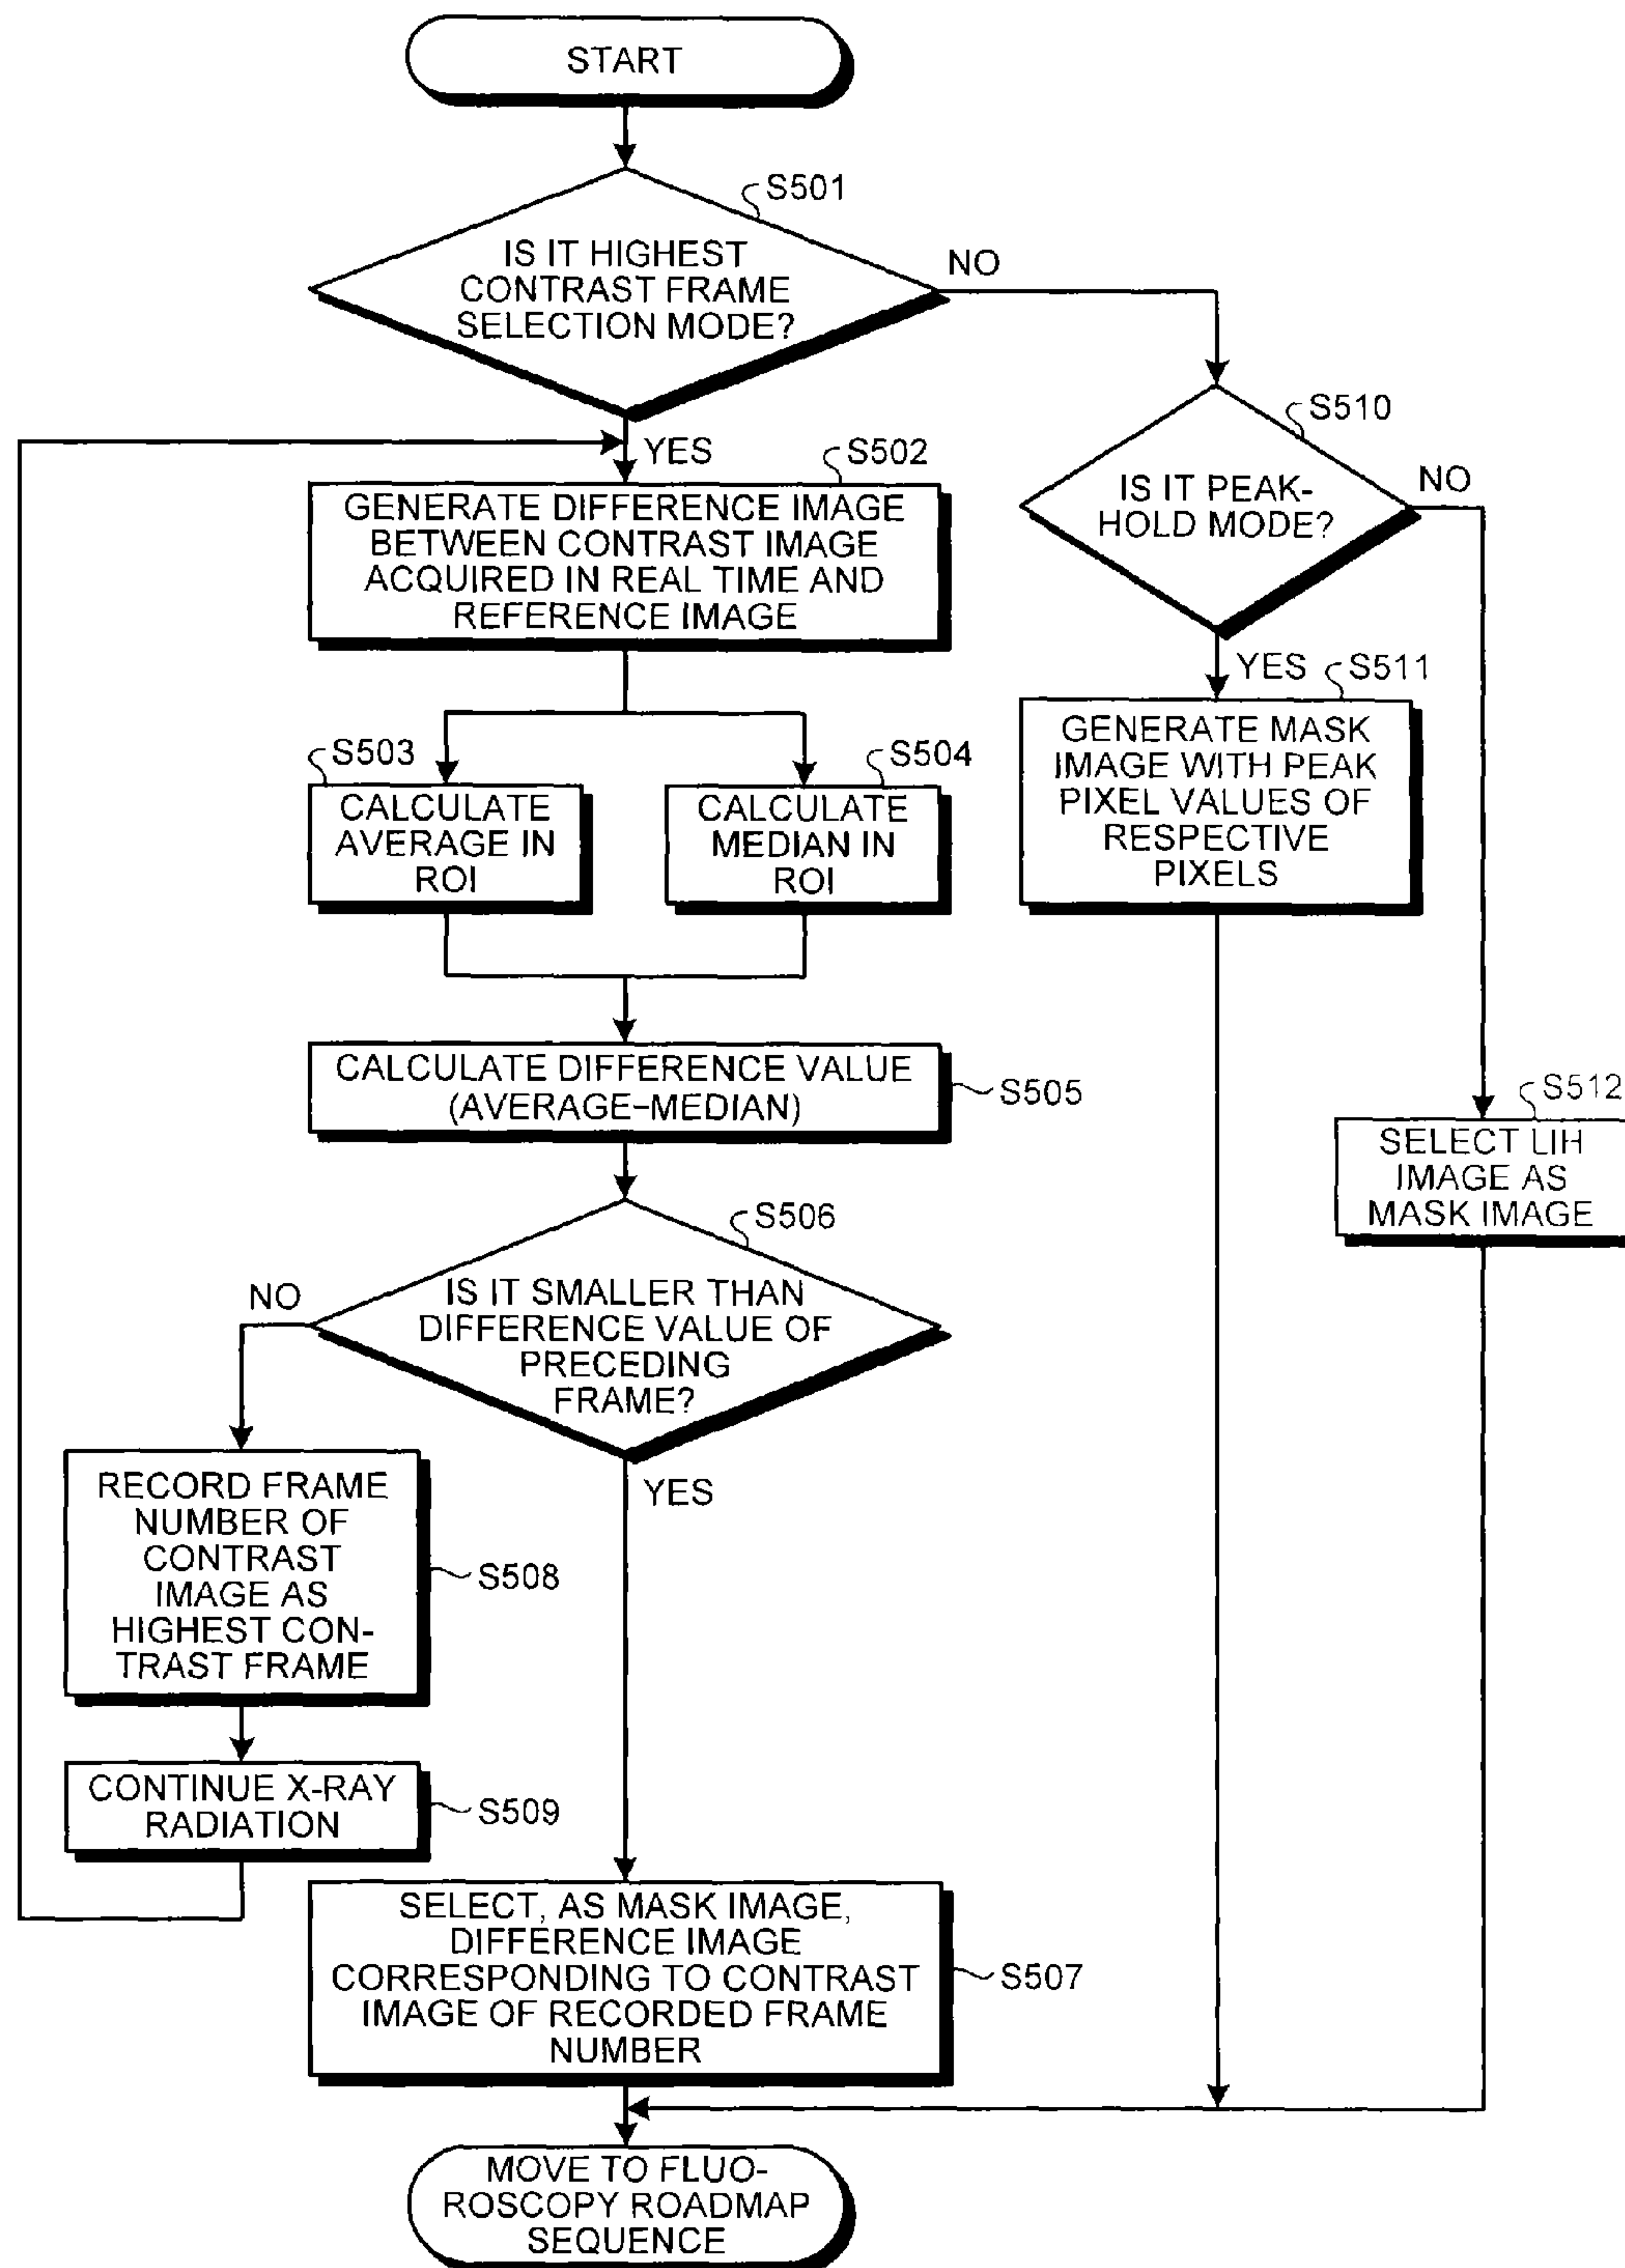 START
S501
IS IT HIGHEST
CONTRAST FRAME
SELECTION MODE?
NO
YES
S510
IS IT PEAK-
HOLD MODE?
NO
YES
S502
GENERATE DIFFERENCE IMAGE
BETWEEN CONTRAST IMAGE
ACQUIRED IN REAL TIME AND
REFERENCE IMAGE
S511
GENERATE MASK
IMAGE WITH PEAK
PIXEL VALUES OF
RESPECTIVE
PIXELS
S503
CALCULATE
AVERAGE IN
ROI
S504
CALCULATE
MEDIAN IN
ROI
CALCULATE DIFFERENCE VALUE
(AVERAGE–MEDIAN)
S505
S512
SELECT LIH
IMAGE AS
MASK IMAGE
S506
IS IT SMALLER THAN
DIFFERENCE VALUE OF
PRECEDING
FRAME?
NO
YES
RECORD FRAME
NUMBER OF
CONTRAST
IMAGE AS
HIGHEST CON-
TRAST FRAME
S508
CONTINUE X-RAY
RADIATION
S509
SELECT, AS MASK IMAGE,
DIFFERENCE IMAGE
CORRESPONDING TO CONTRAST
IMAGE OF RECORDED FRAME
NUMBER
S507
MOVE TO FLUO-
ROSCOPY ROADMAP
SEQUENCE